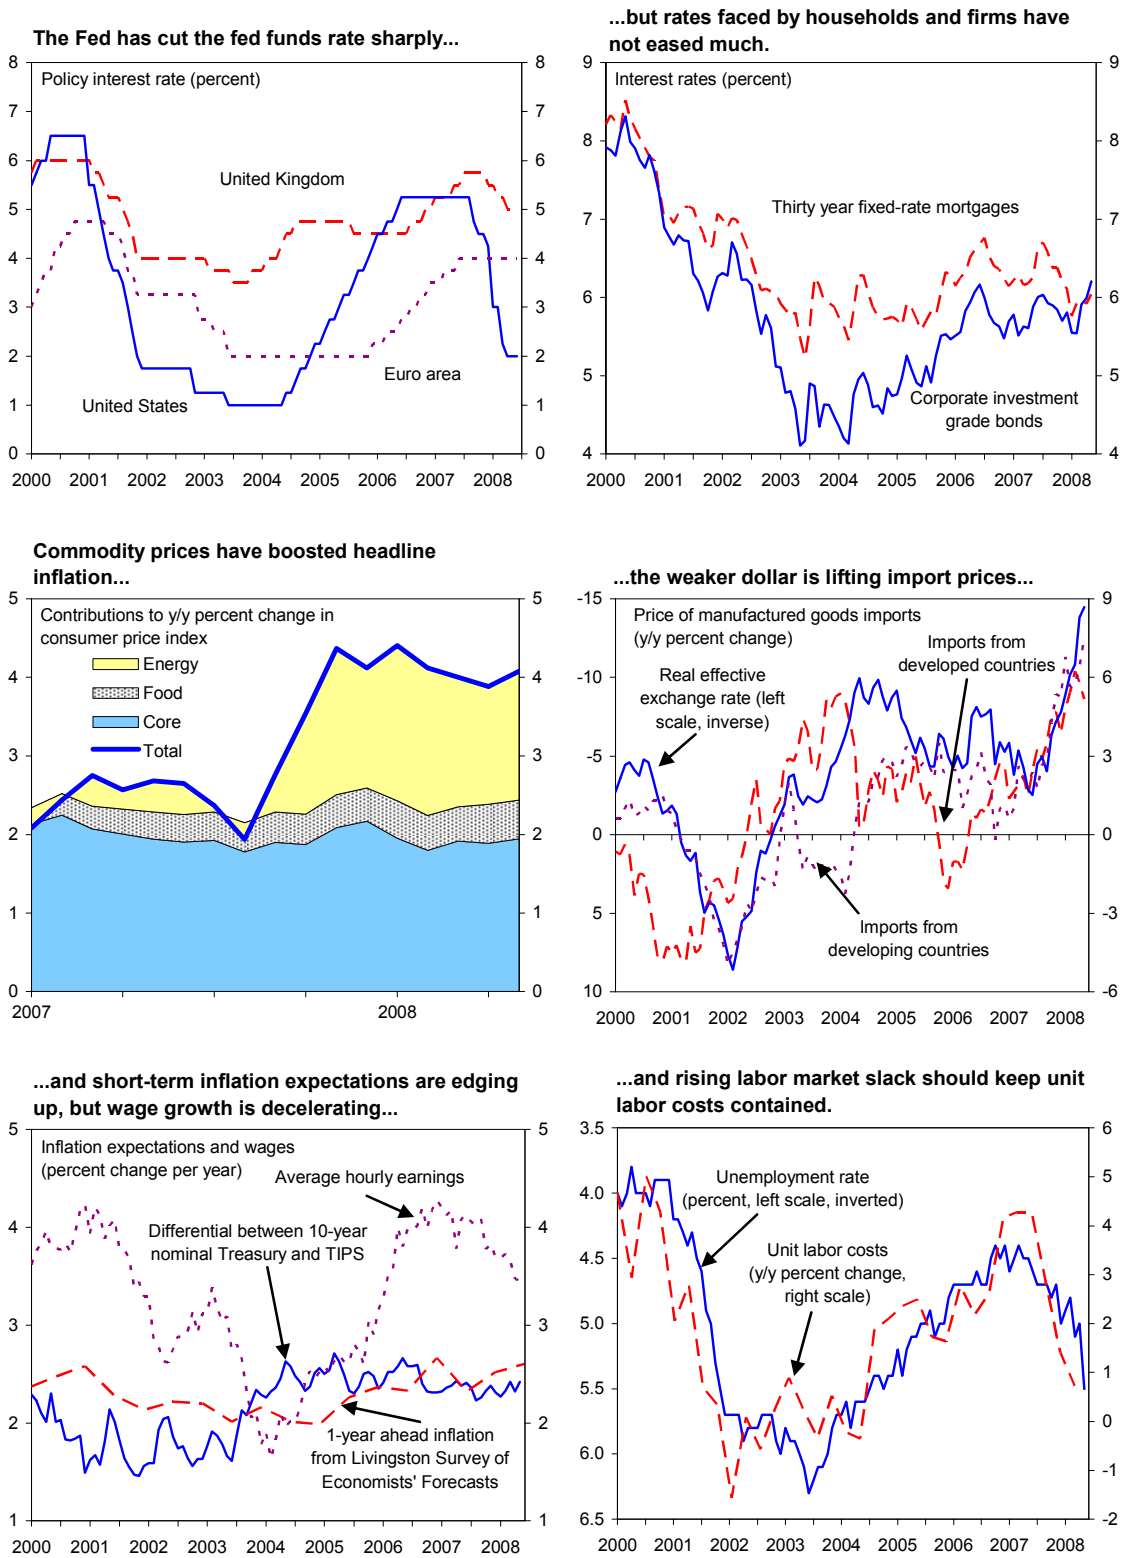 The Fed has cut the fed funds rate sharply...
8
7
6
5
4
3
2
1
0
8
7
6
5
4
3
2
1
0
Policy interest rate (percent)
United Kingdom
Euro area
United States
2000 2001 2002 2003 2004 2005 2006 2007 2008
...but rates faced by households and firms have
not eased much.
9
8
7
6
5
4
9
8
7
6
5
4
Interest rates (percent)
Thirty year fixed-rate mortgages
Corporate investment
grade bonds
2000 2001 2002 2003 2004 2005 2006 2007 2008
Commodity prices have boosted headline
inflation...
5
4
3
2
1
0
5
4
3
2
1
0
Contributions to y/y percent change in
consumer price index
Energy
Food
Core
Total
2007 2008
...the weaker dollar is lifting import prices...
-15
-10
-5
0
5
10
9
6
3
0
-3
-6
Price of manufactured goods imports
(y/y percent change)
Imports from
developed countries
Real effective
exchange rate (left
scale, inverse)
Imports from
developing countries
2000 2001 2002 2003 2004 2005 2006 2007 2008
...and short-term inflation expectations are edging
up, but wage growth is decelerating...
5
4
3
2
1
5
4
3
2
1
Inflation expectations and wages
(percent change per year)
Average hourly earnings
Differential between 10-year
nominal Treasury and TIPS
1-year ahead inflation
from Livingston Survey of
Economists' Forecasts
2000 2001 2002 2003 2004 2005 2006 2007 2008
...and rising labor market slack should keep unit
labor costs contained.
3.5
4.0
4.5
5.0
5.5
6.0
6.5
6
5
4
3
2
1
0
-1
-2
Unemployment rate
(percent, left scale, inverted)
Unit labor costs
(y/y percent change,
right scale)
2000 2001 2002 2003 2004 2005 2006 2007 2008